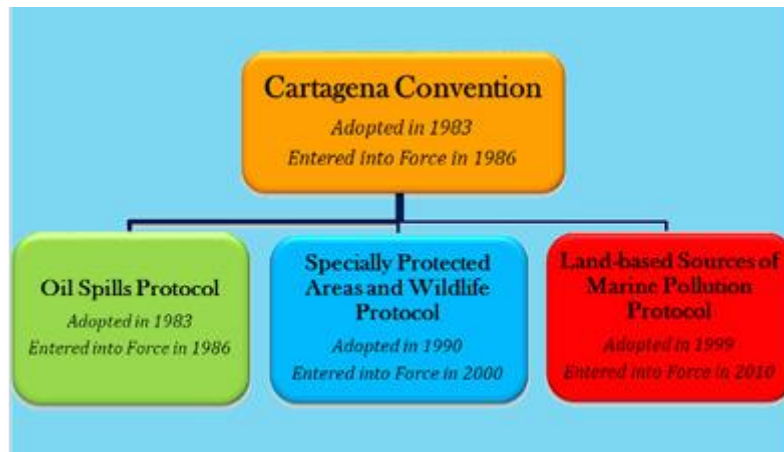 Cartagena Convention
Adopted in 1983
Entered into Force in 1986
Oil Spills Protocol
Adopted in 1983
Entered into Force in 1986
Specially Protected
Areas and Wildlife
Protocol
Adopted in 1990
Entered into Force in 2000
Land-based Sources of
Marine Pollution
Protocol
Adopted in 1999
Entered into Force in 2010